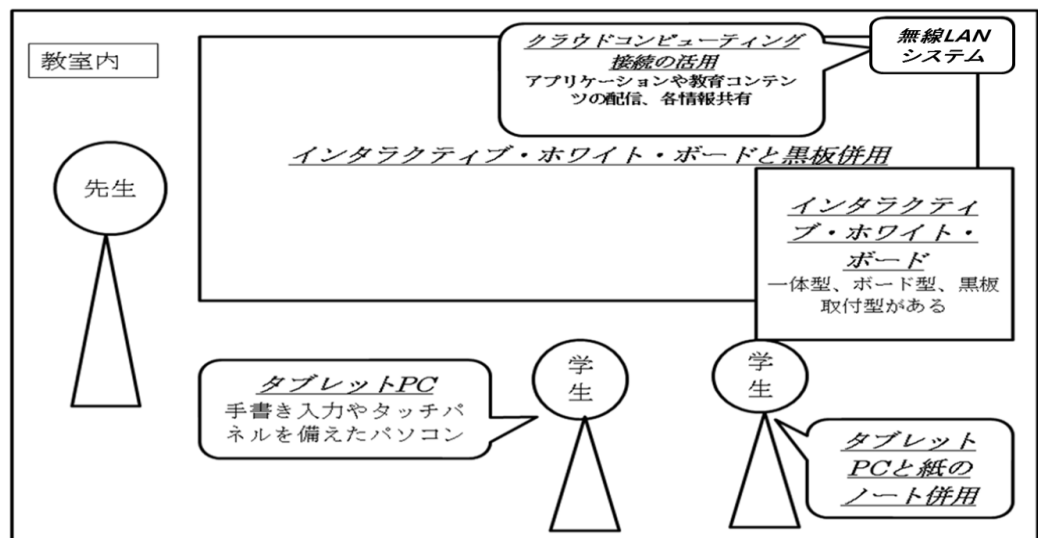 教室内
クラウドコンピューティング
接続の活用
アプリケーションや教育コンテン
ツの配信、各情報共有
無線LAN
システム
インタラクティブ・ホワイト・ボードと黒板併用
先生
インタラクティ
ブ・ホワイト・
ボード
一体型、ボード型、黒板
取付型がある
タブレットPC
手書き入力やタッチパ
ネルを備えたパソコン
学
生
学
生
タブレット
PCと紙の
ノート併用